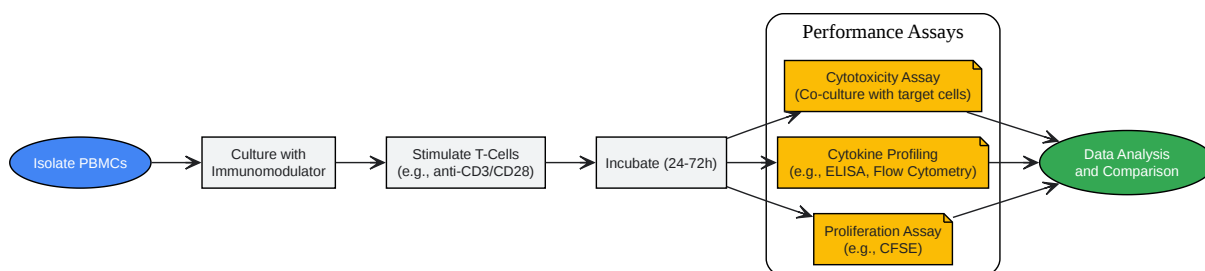 Performance Assays
Cytotoxicity Assay
(Co-culture with target cells)
Isolate PBMCs
Culture with
Immunomodulator
Stimulate T-Cells
(e.g., anti-CD3/CD28)
Incubate (24-72h)
Cytokine Profiling
(e.g., ELISA, Flow Cytometry)
Data Analysis
and Comparison
Proliferation Assay
(e.g., CFSE)